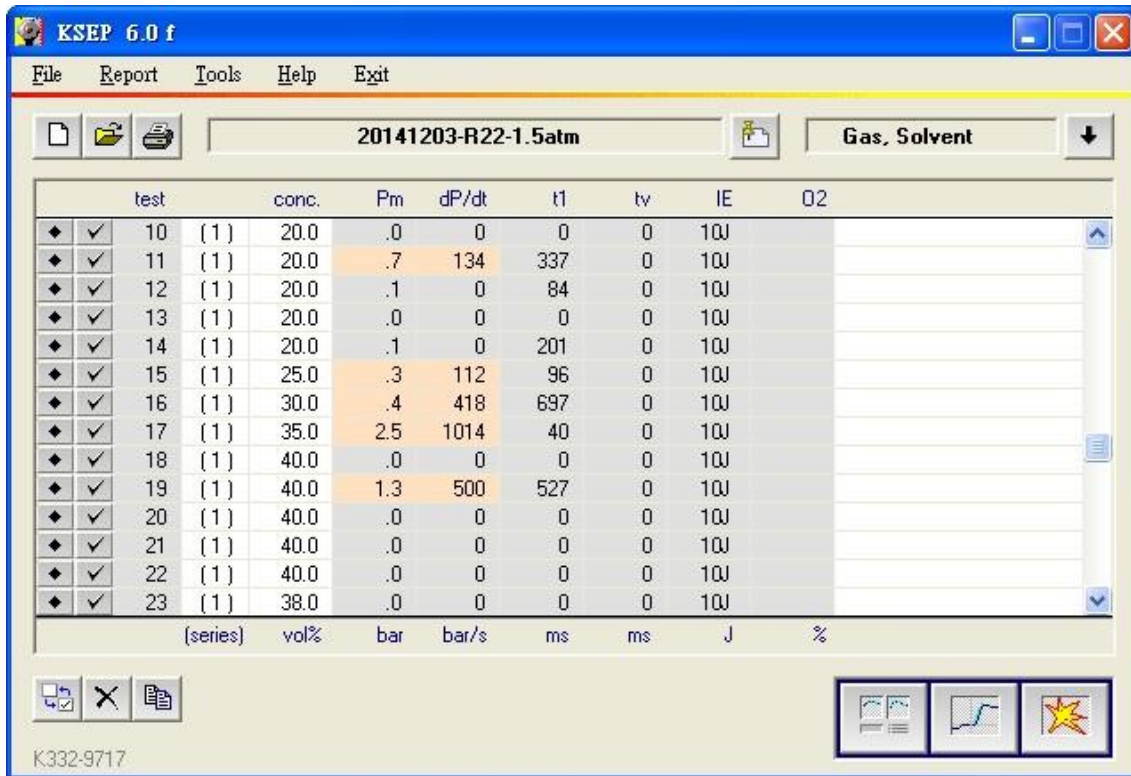 KSEP 6.0 f
File Report Tools Help Exit
20141203-R22-1.5atm Gas, Solvent
test conc. Pm dP/dt t1 tv IE O2
10 (1) 20.0 .0 0 0 0 10J
11 (1) 20.0 .7 134 337 0 10J
12 (1) 20.0 .1 0 84 0 10J
13 (1) 20.0 .0 0 0 0 10J
14 (1) 20.0 .1 0 201 0 10J
15 (1) 25.0 .3 112 96 0 10J
16 (1) 30.0 .4 418 697 0 10J
17 (1) 35.0 2.5 1014 40 0 10J
18 (1) 40.0 .0 0 0 0 10J
19 (1) 40.0 1.3 500 527 0 10J
20 (1) 40.0 .0 0 0 0 10J
21 (1) 40.0 .0 0 0 0 10J
22 (1) 40.0 .0 0 0 0 10J
23 (1) 38.0 .0 0 0 0 10J
(series) vol% bar bar/s ms ms J %
K332-9717